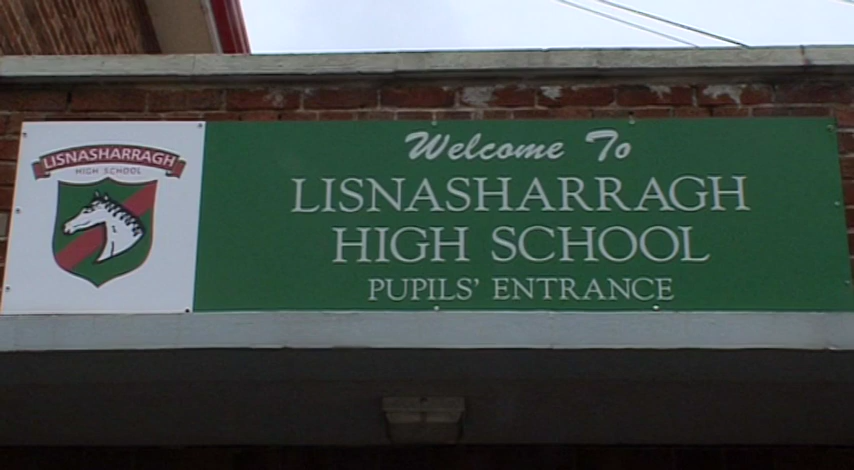 LISNASHARRAGH
HIGH SCHOOL
Welcome To
LISNASHARRAGH
HIGH SCHOOL
PUPILS' ENTRANCE